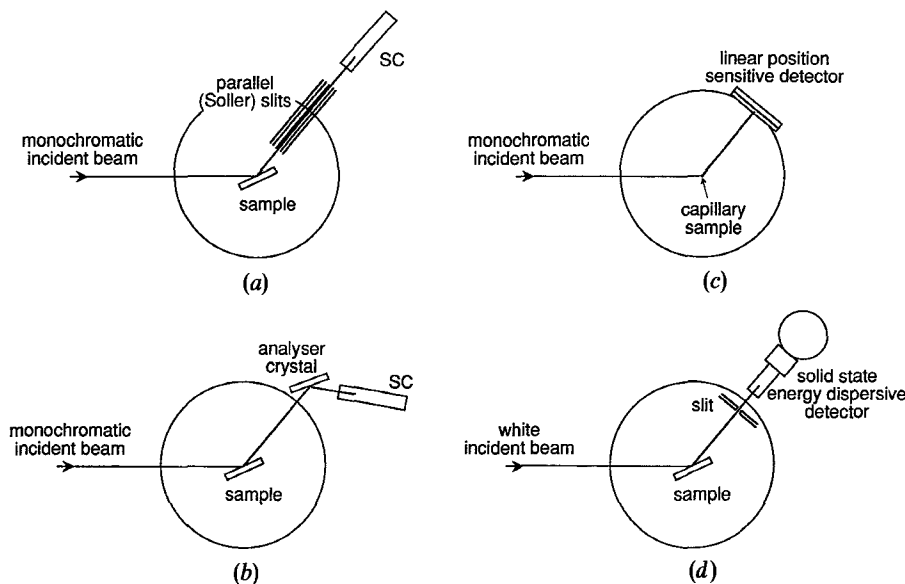 SC
parallel
(Soller) slits
monochromatic
incident beam
sample
(a)
linear position
sensitive detector
monochromatic
incident beam
capillary
sample
(c)
analyser
crystal
SC
monochromatic
incident beam
sample
(b)
solid state
energy dispersive
detector
slit
white
incident beam
sample
(d)